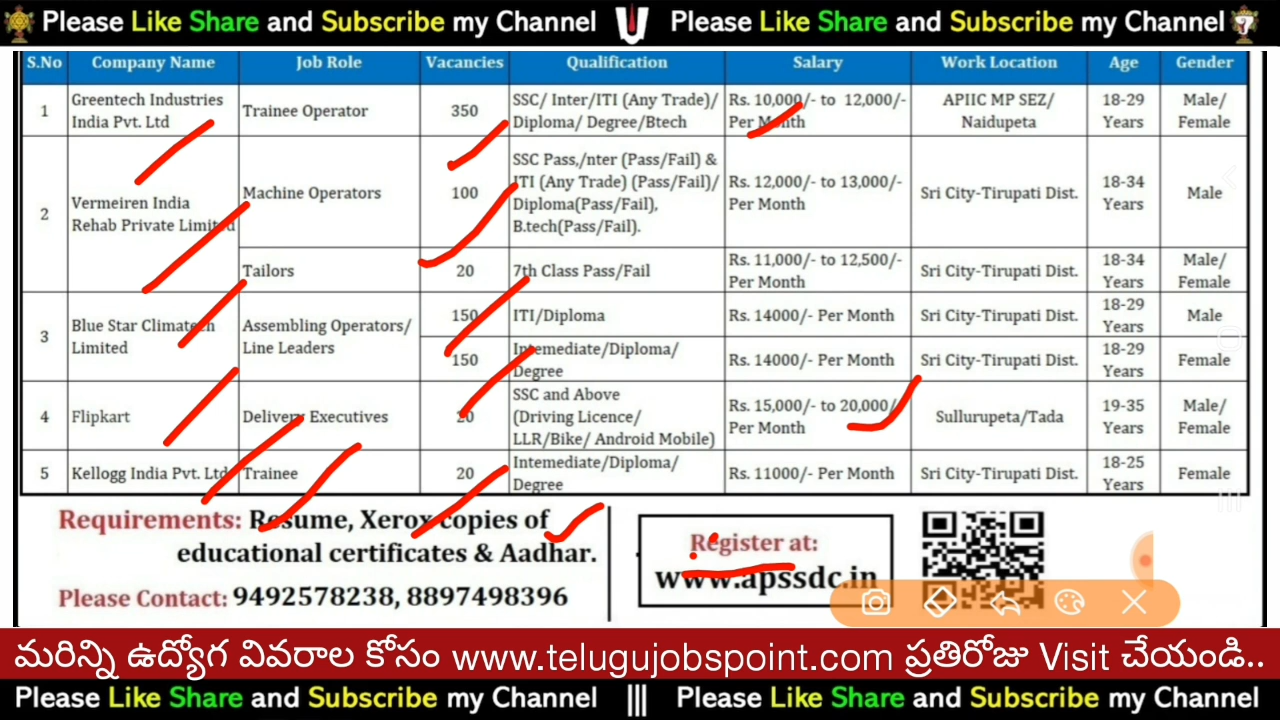 Please Like Share and Subscribe my Channel Please Like Share and Subscribe my Channel
S.No Company Name Job Role Vacancies Qualification Salary Work Location Age Gender
1 Greentech Industries India Pvt. Ltd Trainee Operator 350 SSC/ Inter/ITI (Any Trade)/ Diploma/ Degree/Btech Rs. 10,000/- to 12,000/- Per Month APIIC MP SEZ/ Naidupeta 18-29 Years Male/ Female
2 Vermeiren India Rehab Private Limited Machine Operators 100 SSC Pass,/nter (Pass/Fail) & ITI (Any Trade) (Pass/Fail)/ Diploma(Pass/Fail), B.tech(Pass/Fail). Rs. 12,000/- to 13,000/- Per Month Sri City-Tirupati Dist. 18-34 Years Male
Tailors 20 7th Class Pass/Fail Rs. 11,000/- to 12,500/- Per Month Sri City-Tirupati Dist. 18-34 Years Male/ Female
3 Blue Star Climatech Limited Assembling Operators/ Line Leaders 150 ITI/Diploma Rs. 14000/- Per Month Sri City-Tirupati Dist. 18-29 Years Male
150 Intemediate/Diploma/ Degree Rs. 14000/- Per Month Sri City-Tirupati Dist. 18-29 Years Female
4 Flipkart Delivery Executives 20 SSC and Above (Driving Licence/ LLR/Bike/ Android Mobile) Rs. 15,000/- to 20,000/- Per Month Sullurupeta/Tada 19-35 Years Male/ Female
5 Kellogg India Pvt. Ltd Trainee 20 Intemediate/Diploma/ Degree Rs. 11000/- Per Month Sri City-Tirupati Dist. 18-25 Years Female
Requirements: Resume, Xerox copies of
educational certificates & Aadhar.
Please Contact: 9492578238, 8897498396
Register at:
www.apssdc.in
మరిన్ని ఉద్యోగ వివరాల కోసం www.telugujobspoint.com ప్రతిరోజు Visit చేయండి..
Please Like Share and Subscribe my Channel ||| Please Like Share and Subscribe my Channel